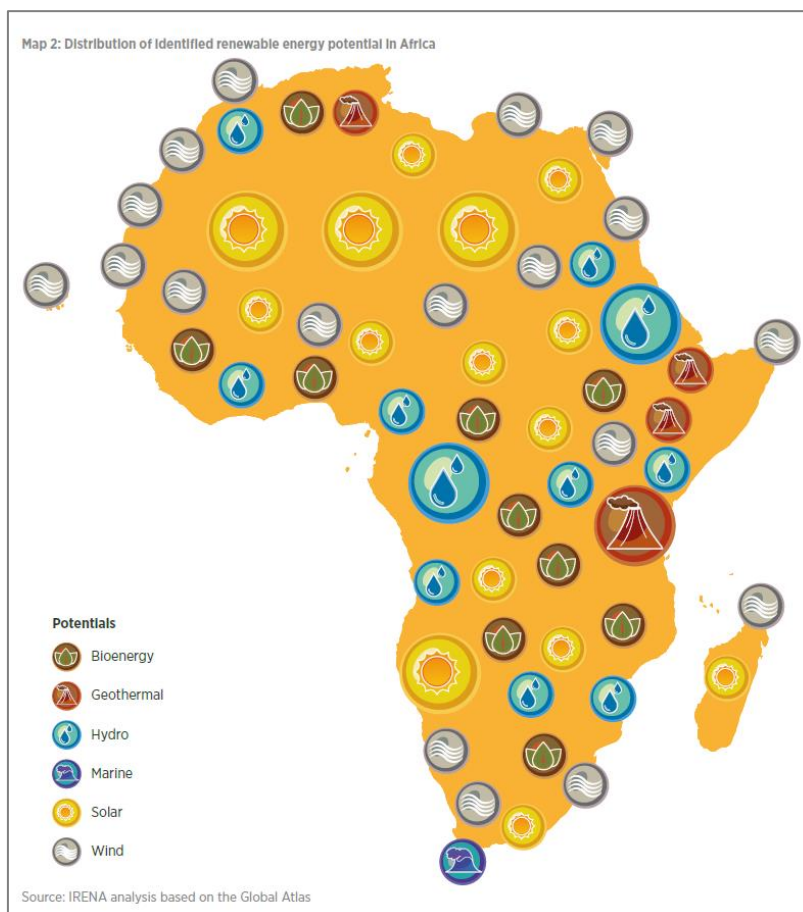 Map 2: Distribution of identified renewable energy potential in Africa
Potentials
Bioenergy
Geothermal
Hydro
Marine
Solar
Wind
Source: IRENA analysis based on the Global Atlas